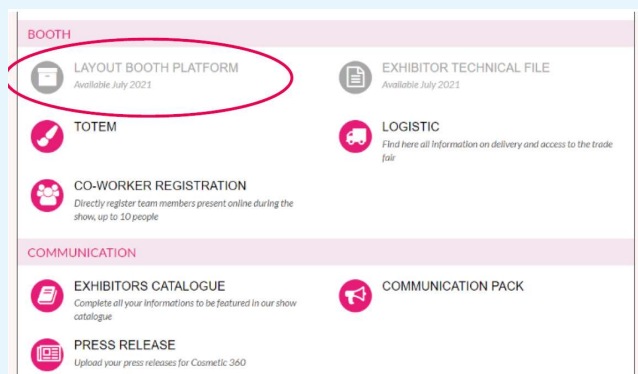 BOOTH
LAYOUT BOOTH PLATFORM
Available July 2021
EXHIBITOR TECHNICAL FILE
Available July 2021
TOTEM
LOGISTIC
Find here all information on delivery and access to the trade
fair
CO-WORKER REGISTRATION
Directly register team members present online during the
show, up to 10 people
COMMUNICATION
EXHIBITORS CATALOGUE
Complete all your informations to be featured in our show
catalogue
COMMUNICATION PACK
PRESS RELEASE
Upload your press releases for Cosmetic 360